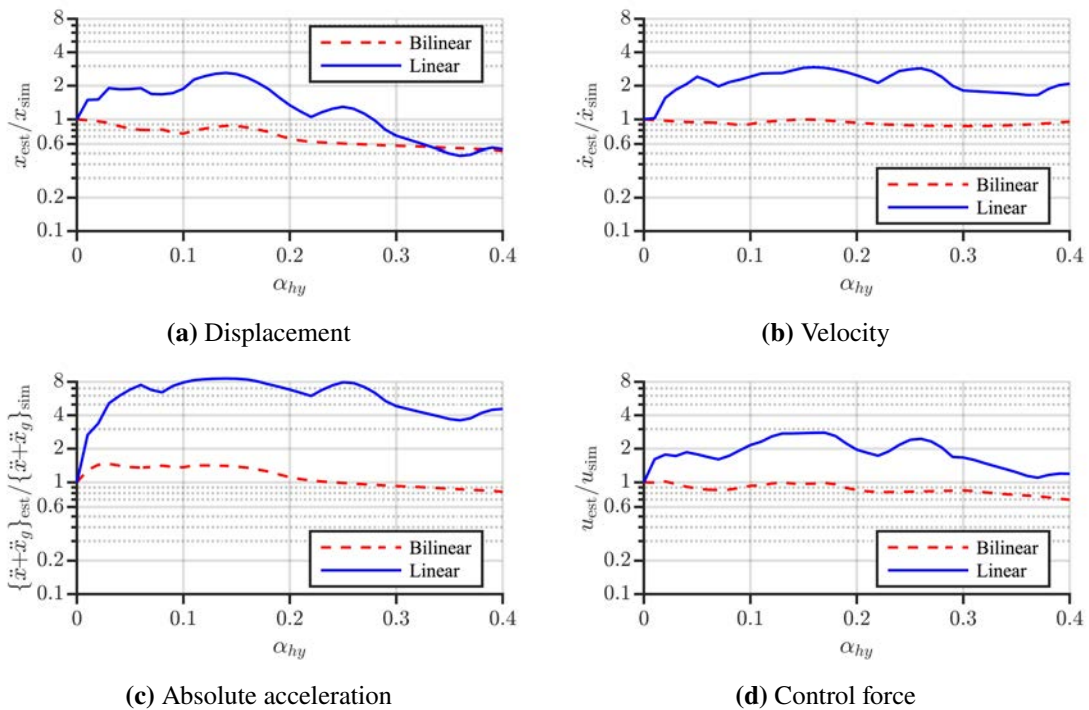 8
4
2
1
0.6
0.2
0.1
x_est/x_sim
0 0.1 0.2 0.3 0.4
α_hy
Bilinear
Linear
(a) Displacement
8
4
2
1
0.6
0.2
0.1
ẋ_est/ẋ_sim
0 0.1 0.2 0.3 0.4
α_hy
Bilinear
Linear
(b) Velocity
8
4
2
1
0.6
0.2
0.1
{ẍ+ẍ_g}_est/{ẍ+ẍ_g}_sim
0 0.1 0.2 0.3 0.4
α_hy
Bilinear
Linear
(c) Absolute acceleration
8
4
2
1
0.6
0.2
0.1
u_est/u_sim
0 0.1 0.2 0.3 0.4
α_hy
Bilinear
Linear
(d) Control force